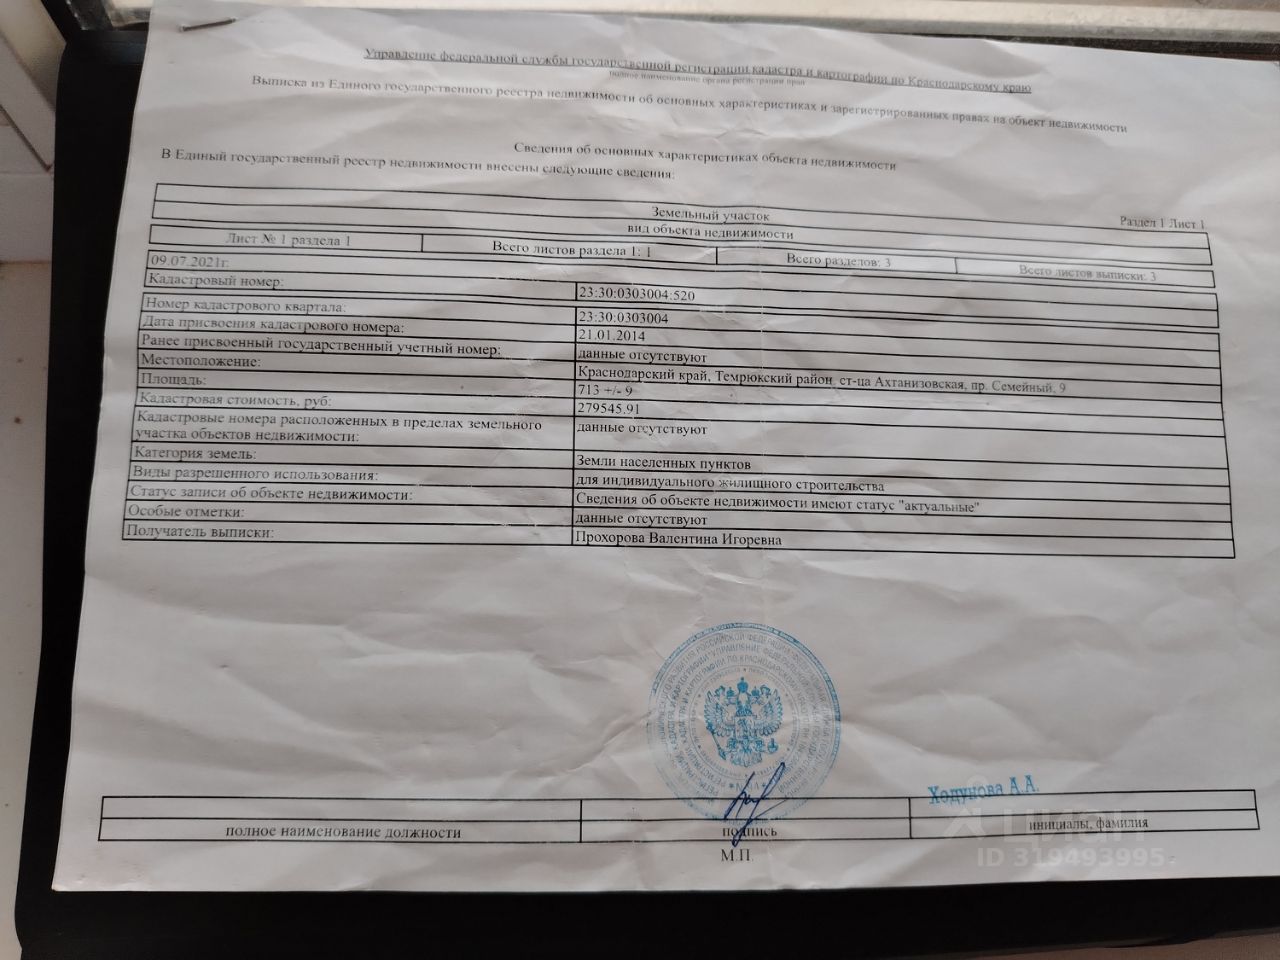 Управление федеральной службы государственной регистрации кадастра и картографии по Краснодарскому краю
полное наименование органа регистрации прав
Выписка из Единого государственного реестра недвижимости об основных характеристиках и зарегистрированных правах на объект недвижимости
Сведения об основных характеристиках объекта недвижимости
В Единый государственный реестр недвижимости внесены следующие сведения:
Раздел 1 Лист 1
Земельный участок
вид объекта недвижимости
Лист № 1 раздела 1 Всего листов раздела 1: 1 Всего разделов: 3 Всего листов выписки: 3
09.07.2021г.
Кадастровый номер: 23:30:0303004:520
Номер кадастрового квартала: 23:30:0303004
Дата присвоения кадастрового номера: 21.01.2014
Ранее присвоенный государственный учетный номер: данные отсутствуют
Местоположение: Краснодарский край, Темрюкский район, ст-ца Ахтанизовская, пр. Семейный, 9
Площадь: 713 +/- 9
Кадастровая стоимость, руб: 279545.91
Кадастровые номера расположенных в пределах земельного данные отсутствуют
участка объектов недвижимости:
Категория земель: Земли населенных пунктов
Виды разрешенного использования: для индивидуального жилищного строительства
Статус записи об объекте недвижимости: Сведения об объекте недвижимости имеют статус "актуальные"
Особые отметки: данные отсутствуют
Получатель выписки: Прохорова Валентина Игоревна
Ходунова А.А.
полное наименование должности подпись инициалы, фамилия
М.П.
циан
ID 319493995